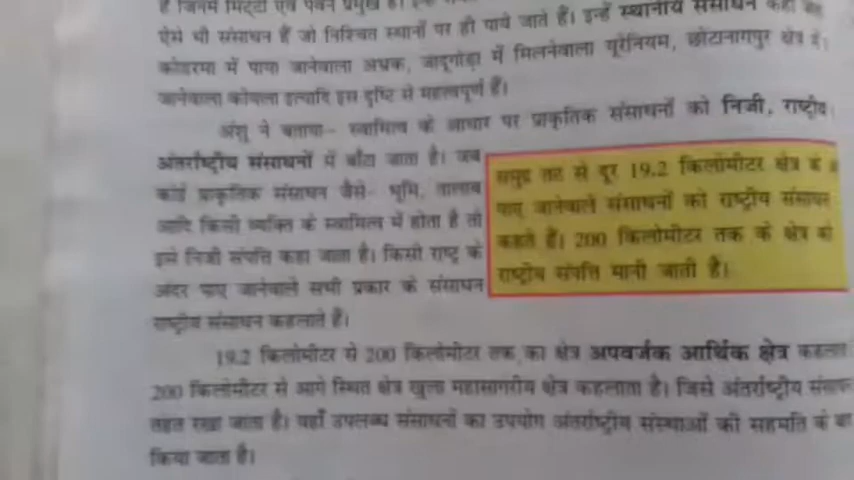 है जिनमें मिट्टी एवं पवन प्रमुख हैं।
ऐसे भी संसाधन हैं जो निश्चित स्थानों पर ही पाये जाते हैं। इन्हें स्थानीय संसाधन कहा
कोडरमा में पाया जानेवाला अभ्रक, जादूगोड़ा में मिलनेवाला यूरेनियम, छोटानागपुर क्षेत्र में
जानेवाला कोयला इत्यादि इस दृष्टि से महत्वपूर्ण हैं।
अंशु ने बताया- स्वामित्व के आधार पर प्राकृतिक संसाधनों को निजी, राष्ट्रीय
अंतर्राष्ट्रीय संसाधनों में बाँटा जाता है। जब
कोई प्राकृतिक संसाधन जैसे- भूमि, तालाब
आदि किसी व्यक्ति के स्वामित्व में होता है तो
इसे निजी संपत्ति कहा जाता है। किसी राष्ट्र के
अंदर पाए जानेवाले सभी प्रकार के संसाधन
राष्ट्रीय संसाधन कहलाते हैं।
समुद्र तट से दूर 19.2 किलोमीटर क्षेत्र में
पाए जानेवाले संसाधनों को राष्ट्रीय संसाधन
कहते हैं। 200 किलोमीटर तक के क्षेत्र को
राष्ट्रीय संपत्ति मानी जाती है।
19.2 किलोमीटर से 200 किलोमीटर तक का क्षेत्र अपवर्जक आर्थिक क्षेत्र कहलाता
200 किलोमीटर से आगे स्थित क्षेत्र खुला महासागरीय क्षेत्र कहलाता है। जिसे अंतर्राष्ट्रीय
तहत रखा जाता है। यहाँ उपलब्ध संसाधनों का उपयोग अंतर्राष्ट्रीय संस्थाओं की सहमति के
किया जाता है।